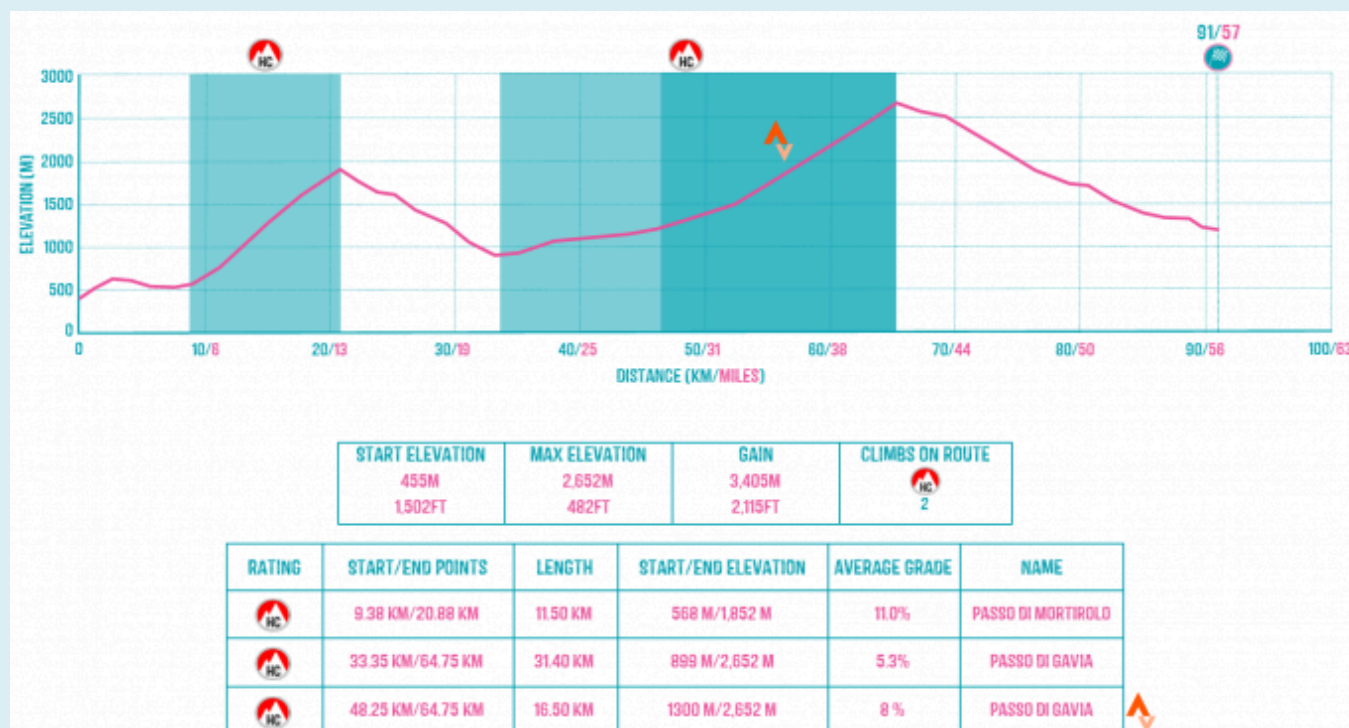 91/57
HC HC
3000
2500
2000
1500
1000
500
0
ELEVATION (M)
0 10/6 20/13 30/19 40/25 50/31 60/38 70/44 80/50 90/56 100/63
DISTANCE (KM/MILES)
START ELEVATION MAX ELEVATION GAIN CLIMBS ON ROUTE
455M 2,652M 3,405M HC
1,502FT 482FT 2,115FT 2
RATING START/END POINTS LENGTH START/END ELEVATION AVERAGE GRADE NAME
HC 9.38 KM/20.88 KM 11.50 KM 568 M/1,852 M 11.0% PASSO DI MORTIROLO
HC 33.35 KM/64.75 KM 31.40 KM 899 M/2,652 M 5.3% PASSO DI GAVIA
HC 48.25 KM/64.75 KM 16.50 KM 1300 M/2,652 M 8 % PASSO DI GAVIA